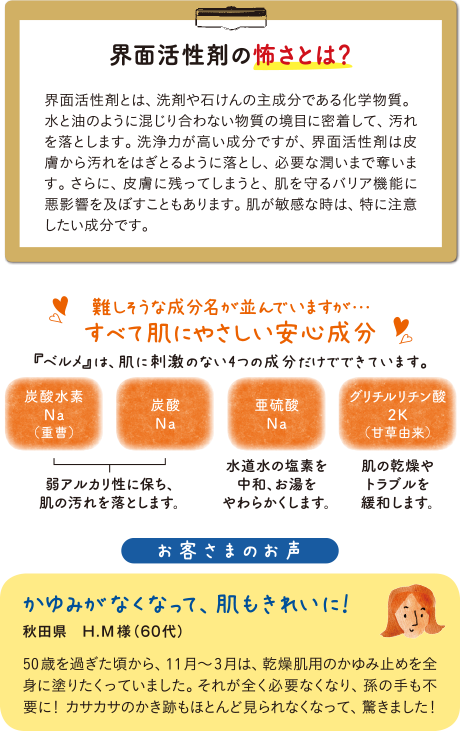 界面活性剤の怖さとは？
界面活性剤とは、洗剤や石けんの主成分である化学物質。
水と油のように混じり合わない物質の境目に密着して、汚れ
を落とします。洗浄力が高い成分ですが、界面活性剤は皮
膚から汚れをはぎとるように落とし、必要な潤いまで奪いま
す。さらに、皮膚に残ってしまうと、肌を守るバリア機能に
悪影響を及ぼすこともあります。肌が敏感な時は、特に注意
したい成分です。
難しそうな成分名が並んでいますが…
すべて肌にやさしい安心成分
『ベルメ』は、肌に刺激のない4つの成分だけでできています。
炭酸水素
Na
（重曹）
炭酸
Na
亜硫酸
Na
グリチルリチン酸
2K
（甘草由来）
弱アルカリ性に保ち、
肌の汚れを落とします。
水道水の塩素を
中和、お湯を
やわらかくします。
肌の乾燥や
トラブルを
緩和します。
お客さまのお声
かゆみがなくなって、肌もきれいに！
秋田県　H.M様（60代）
50歳を過ぎた頃から、11月〜3月は、乾燥肌用のかゆみ止めを全
身に塗りたくっていました。それが全く必要なくなり、孫の手も不
要に！ カサカサのかき跡もほとんど見られなくなって、驚きました！